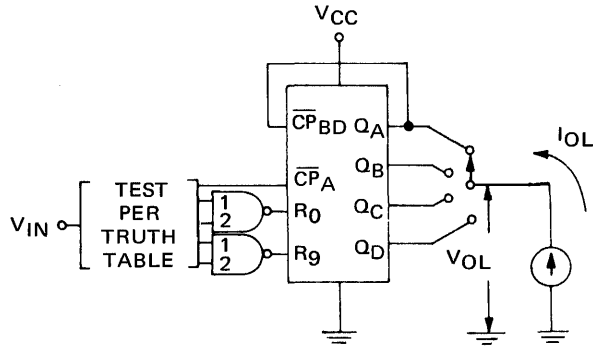 VCC
CPBD QA
IOL
QB
CPA
TEST
1
2
R0
QC
VIN
PER
TRUTH
1
2
R9
QD
TABLE
VOL